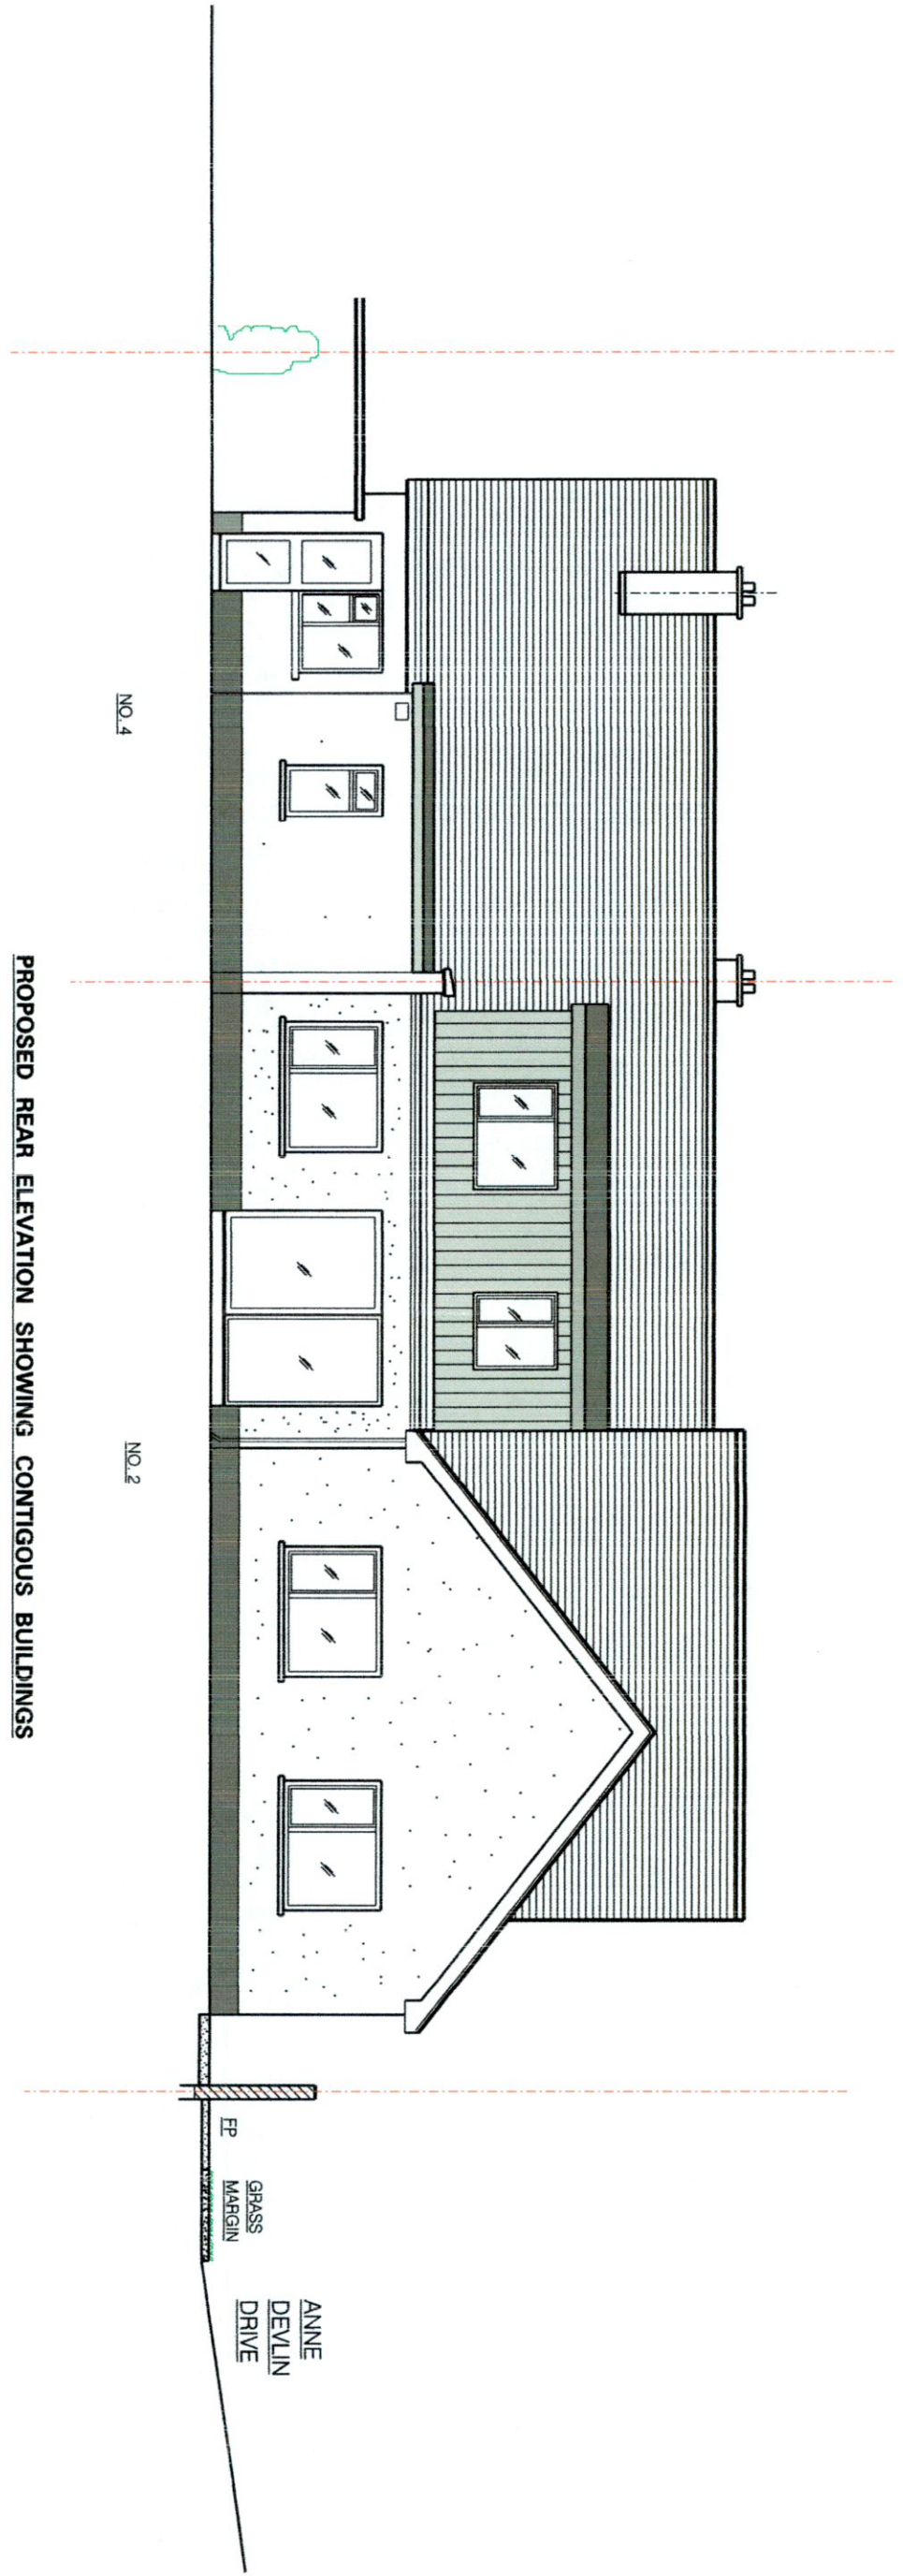 NO. 4
NO. 2
FP
GRASS
MARGIN
ANNE
DEVLIN
DRIVE
PROPOSED REAR ELEVATION SHOWING CONTIGOUS BUILDINGS